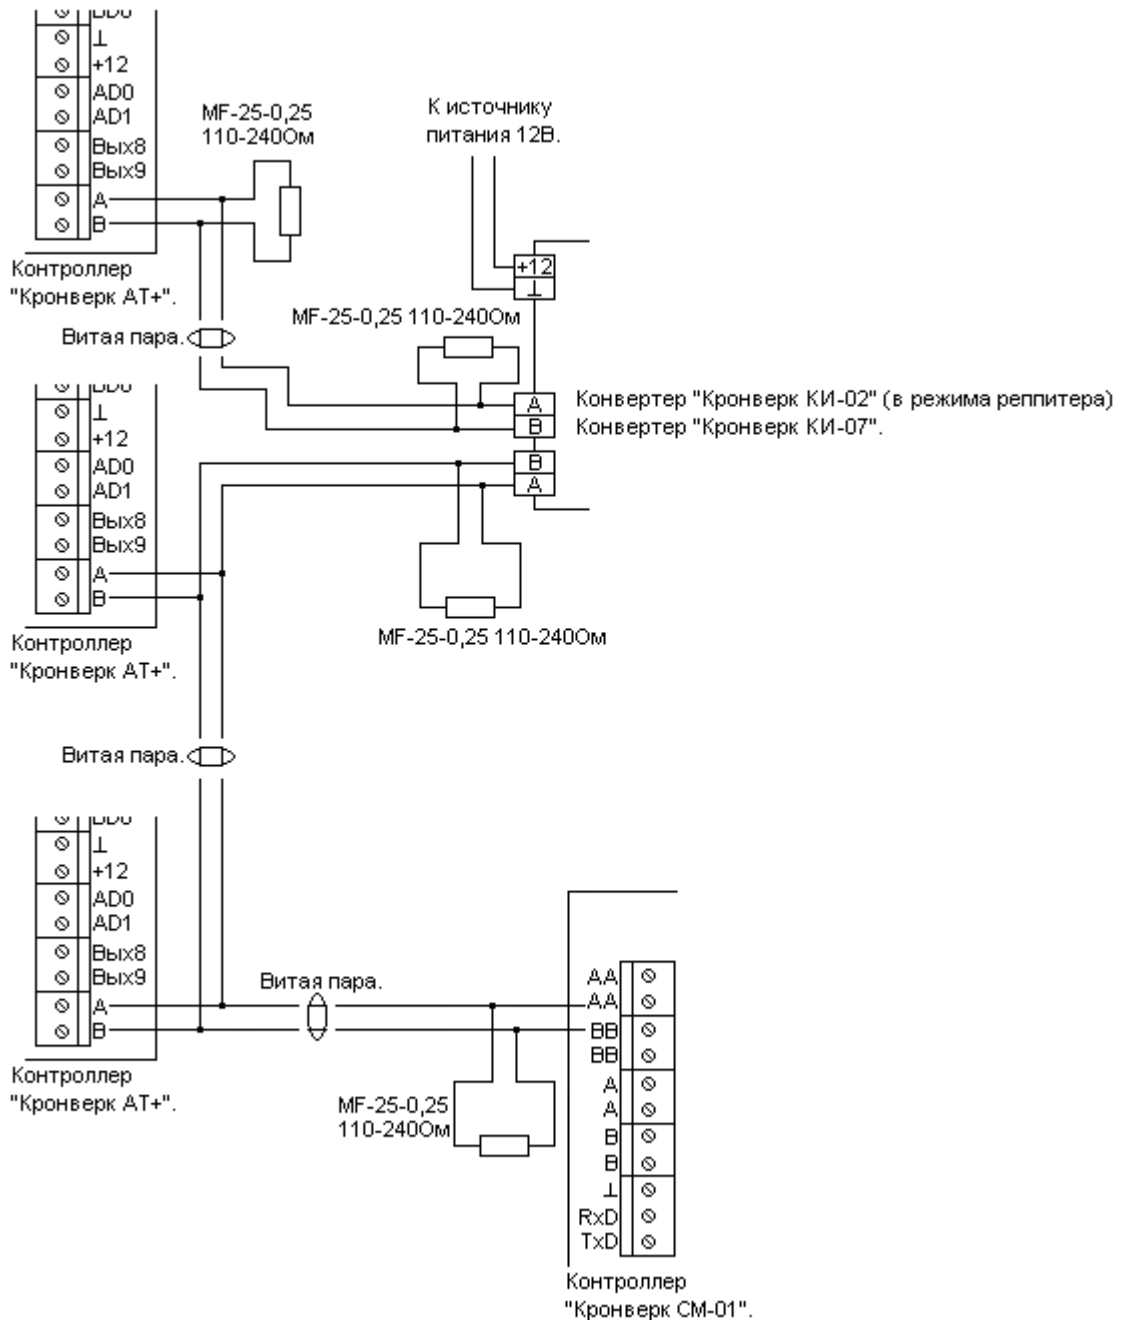 ⊥
+12
AD0
AD1
Вых8
Вых9
A
B
Контроллер
"Кронверк АТ+".
MF-25-0,25
110-240Ом
К источнику
питания 12В.
+12
⊥
Витая пара.
MF-25-0,25 110-240Ом
A
B
B
A
Конвертер "Кронверк КИ-02" (в режима реппитера)
Конвертер "Кронверк КИ-07".
⊥
+12
AD0
AD1
Вых8
Вых9
A
B
Контроллер
"Кронверк АТ+".
MF-25-0,25 110-240Ом
Витая пара.
⊥
+12
AD0
AD1
Вых8
Вых9
A
B
Контроллер
"Кронверк АТ+".
Витая пара.
MF-25-0,25
110-240Ом
AA
AA
BB
BB
A
A
B
B
⊥
RxD
TxD
Контроллер
"Кронверк СМ-01".